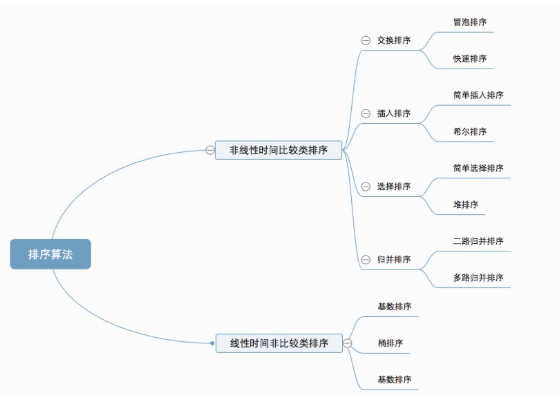 排序算法
非线性时间比较类排序
交换排序
冒泡排序
快速排序
插入排序
简单插入排序
希尔排序
选择排序
简单选择排序
堆排序
归并排序
二路归并排序
多路归并排序
线性时间非比较类排序
基数排序
桶排序
基数排序